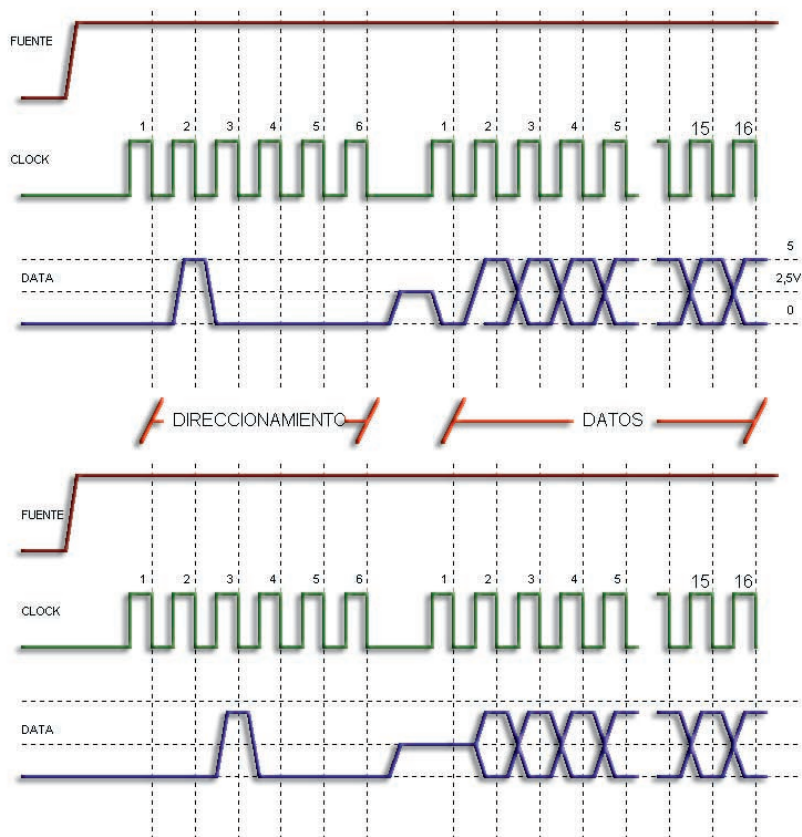 FUENTE
1 2 3 4 5 6 1 2 3 4 5 15 16
CLOCK
5
DATA
2,5V
0
DIRECCIONAMIENTO DATOS
FUENTE
1 2 3 4 5 6 1 2 3 4 5 15 16
CLOCK
DATA